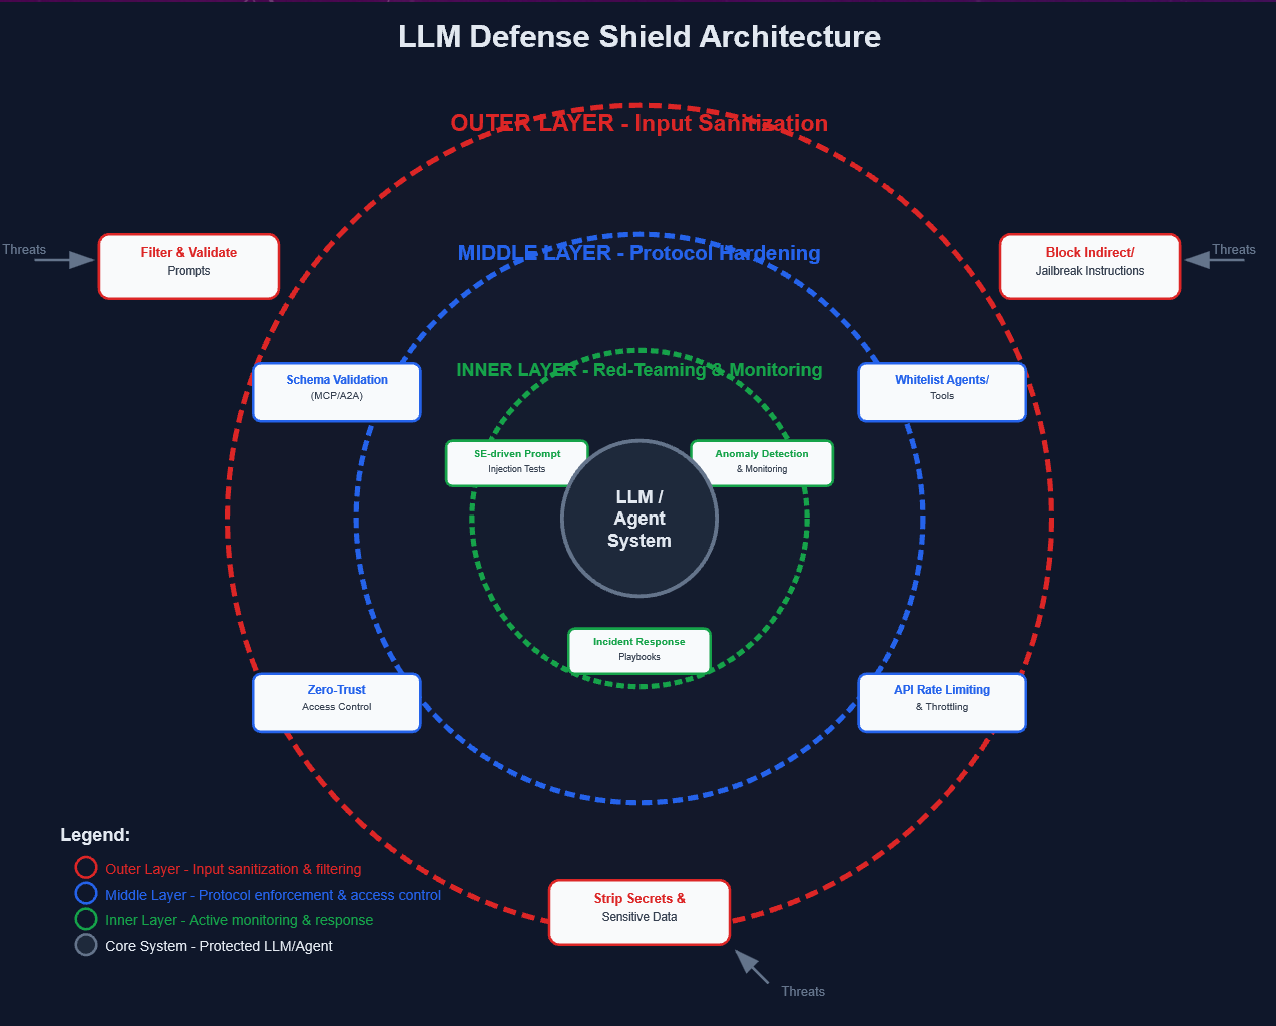 LLM Defense Shield Architecture
OUTER LAYER - Input Sanitization
Threats
Filter & Validate
Prompts
Block Indirect/
Jailbreak Instructions
Threats
MIDDLE LAYER - Protocol Hardening
Schema Validation
(MCP/A2A)
Whitelist Agents/
Tools
INNER LAYER - Red-Teaming & Monitoring
SE-driven Prompt
Injection Tests
Anomaly Detection
& Monitoring
LLM /
Agent
System
Incident Response
Playbooks
Zero-Trust
Access Control
API Rate Limiting
& Throttling
Strip Secrets &
Sensitive Data
Threats
Legend:
Outer Layer - Input sanitization & filtering
Middle Layer - Protocol enforcement & access control
Inner Layer - Active monitoring & response
Core System - Protected LLM/Agent